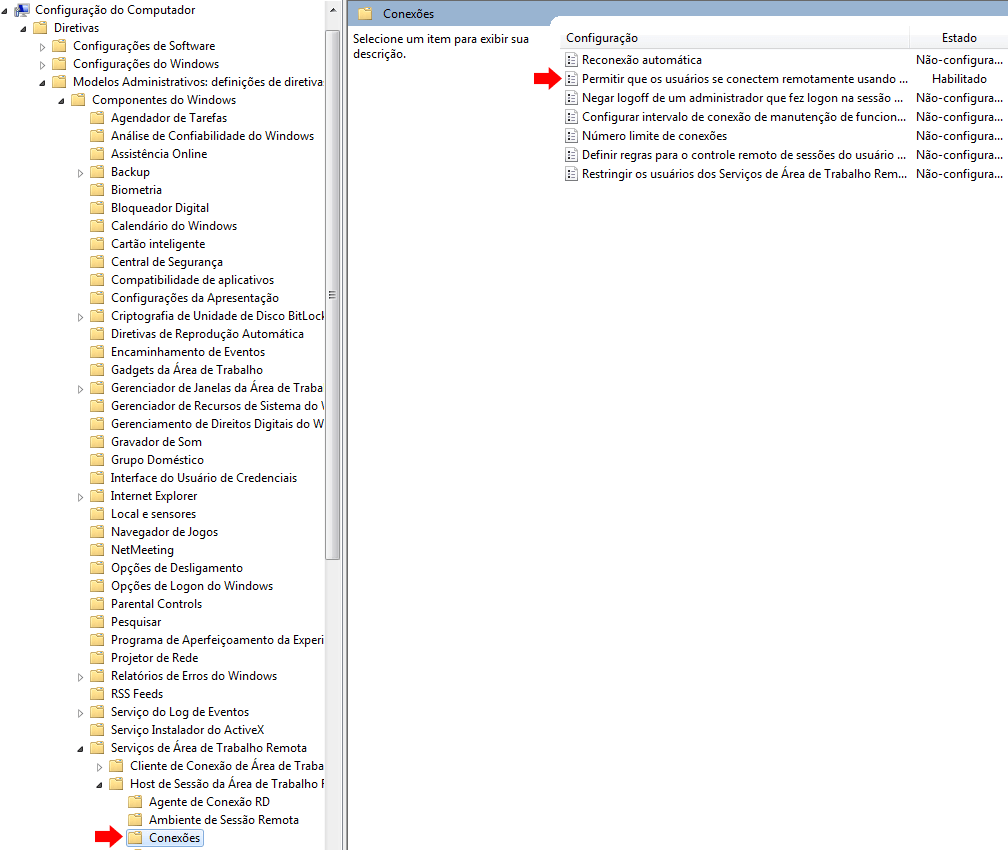 Configuração do Computador
Diretivas
Configurações de Software
Configurações do Windows
Modelos Administrativos: definições de diretiva
Componentes do Windows
Agendador de Tarefas
Análise de Confiabilidade do Windows
Assistência Online
Backup
Biometria
Bloqueador Digital
Calendário do Windows
Cartão inteligente
Central de Segurança
Compatibilidade de aplicativos
Configurações da Apresentação
Criptografia de Unidade de Disco BitLock
Diretivas de Reprodução Automática
Encaminhamento de Eventos
Gadgets da Área de Trabalho
Gerenciador de Janelas da Área de Traba
Gerenciador de Recursos de Sistema do
Gerenciamento de Direitos Digitais do W
Gravador de Som
Grupo Doméstico
Interface do Usuário de Credenciais
Internet Explorer
Local e sensores
Navegador de Jogos
NetMeeting
Opções de Desligamento
Opções de Logon do Windows
Parental Controls
Pesquisar
Programa de Aperfeiçoamento da Experi
Projetor de Rede
Relatórios de Erros do Windows
RSS Feeds
Serviço do Log de Eventos
Serviço Instalador do ActiveX
Serviços de Área de Trabalho Remota
Cliente de Conexão de Área de Traba
Host de Sessão da Área de Trabalho
Agente de Conexão RD
Ambiente de Sessão Remota
Conexões
Conexões
Selecione um item para exibir sua
descrição.
Configuração Estado
Reconexão automática Não-configura...
Permitir que os usuários se conectem remotamente usando ... Habilitado
Negar logoff de um administrador que fez logon na sessão ... Não-configura...
Configurar intervalo de conexão de manutenção de funcion... Não-configura...
Número limite de conexões Não-configura...
Definir regras para o controle remoto de sessões do usuário ... Não-configura...
Restringir os usuários dos Serviços de Área de Trabalho Rem... Não-configura...